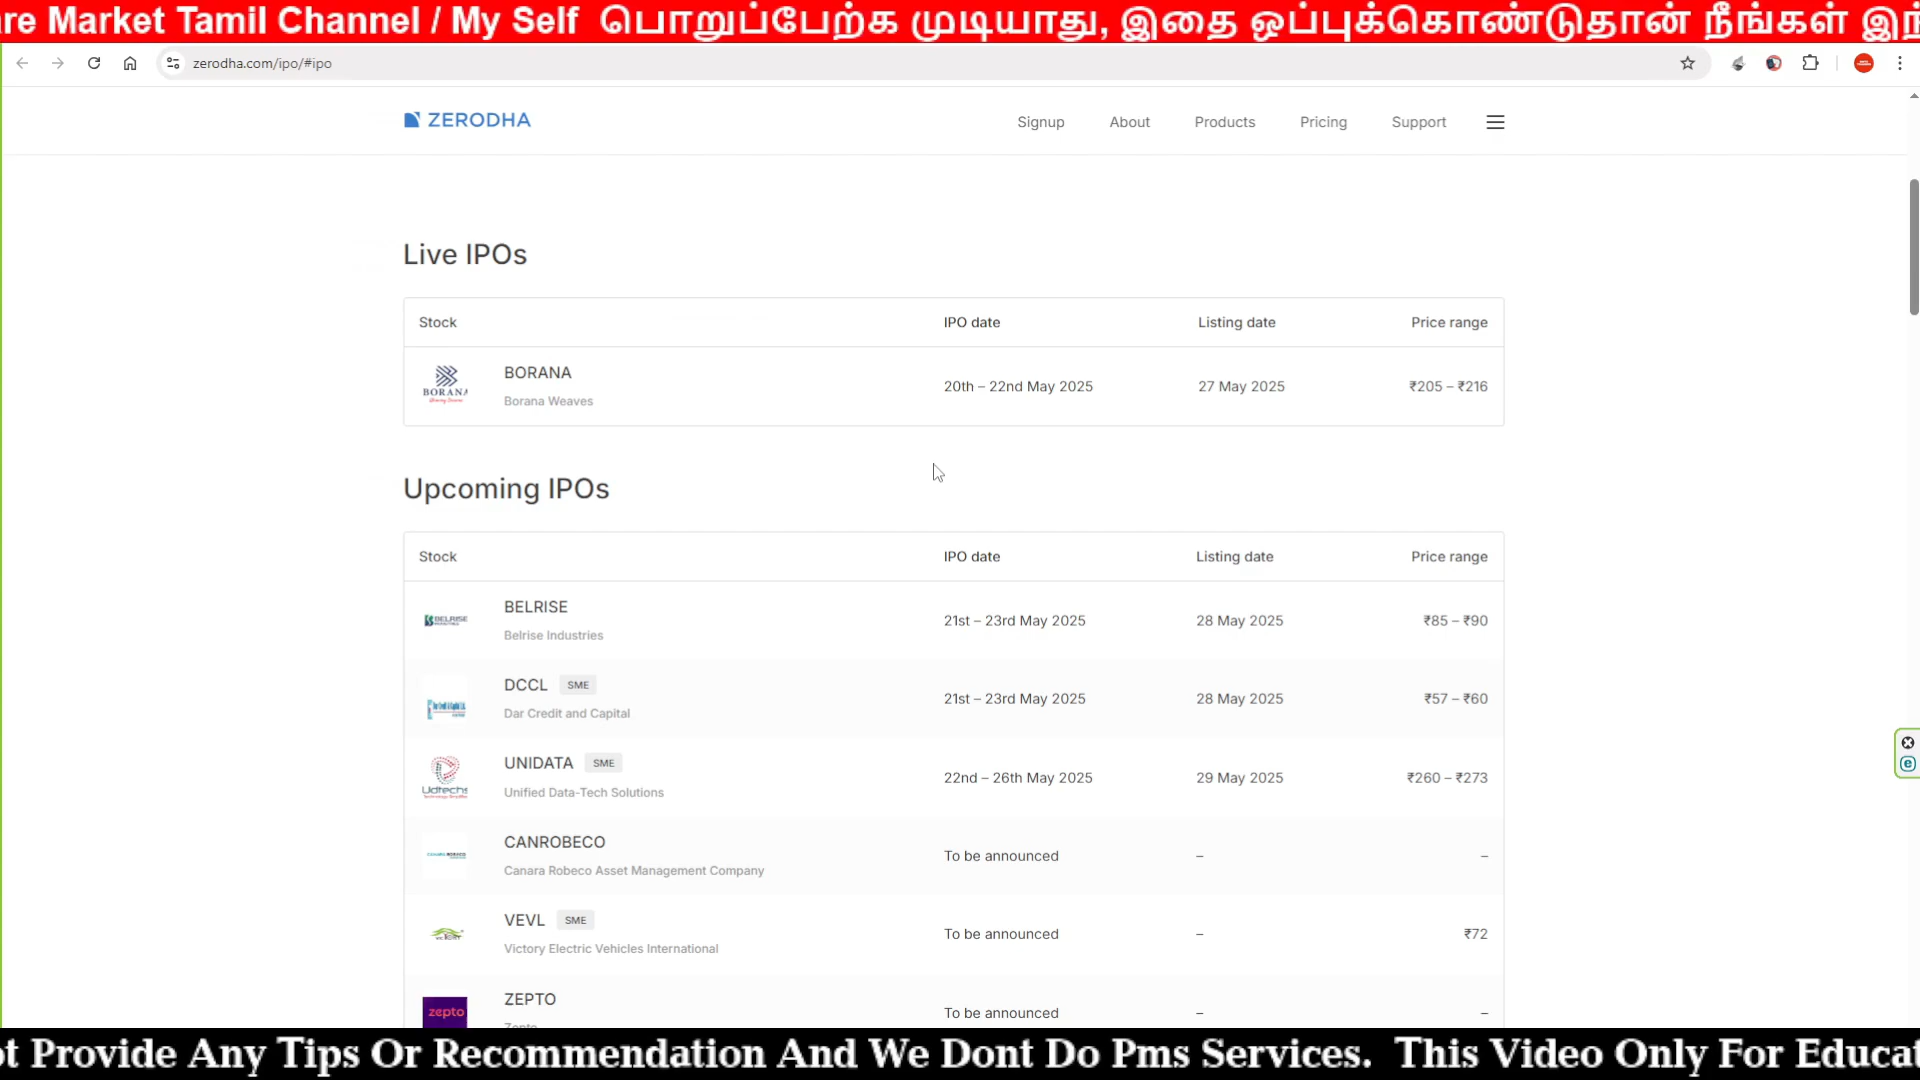 re Market Tamil Channel / My Self பொறுப்பேற்க முடியாது, இதை ஒப்புக்கொண்டுதான் நீங்கள்
zerodha.com/ipo/#ipo
ZERODHA
Signup About Products Pricing Support
Live IPOs
Stock IPO date Listing date Price range
BORANA
BORANA
Borana Weaves
20th – 22nd May 2025 27 May 2025 ₹205 – ₹216
Upcoming IPOs
Stock IPO date Listing date Price range
BELRISE
BELRISE
Belrise Industries
21st – 23rd May 2025 28 May 2025 ₹85 – ₹90
DCCL SME
Dar Credit and Capital
21st – 23rd May 2025 28 May 2025 ₹57 – ₹60
Udtechs
UNIDATA SME
Unified Data-Tech Solutions
22nd – 26th May 2025 29 May 2025 ₹260 – ₹273
CANROBECO
Canara Robeco Asset Management Company
To be announced – –
VEVL SME
Victory Electric Vehicles International
To be announced – ₹72
zepto
ZEPTO
Zepto
To be announced – –
ot Provide Any Tips Or Recommendation And We Dont Do Pms Services. This Video Only For Educat